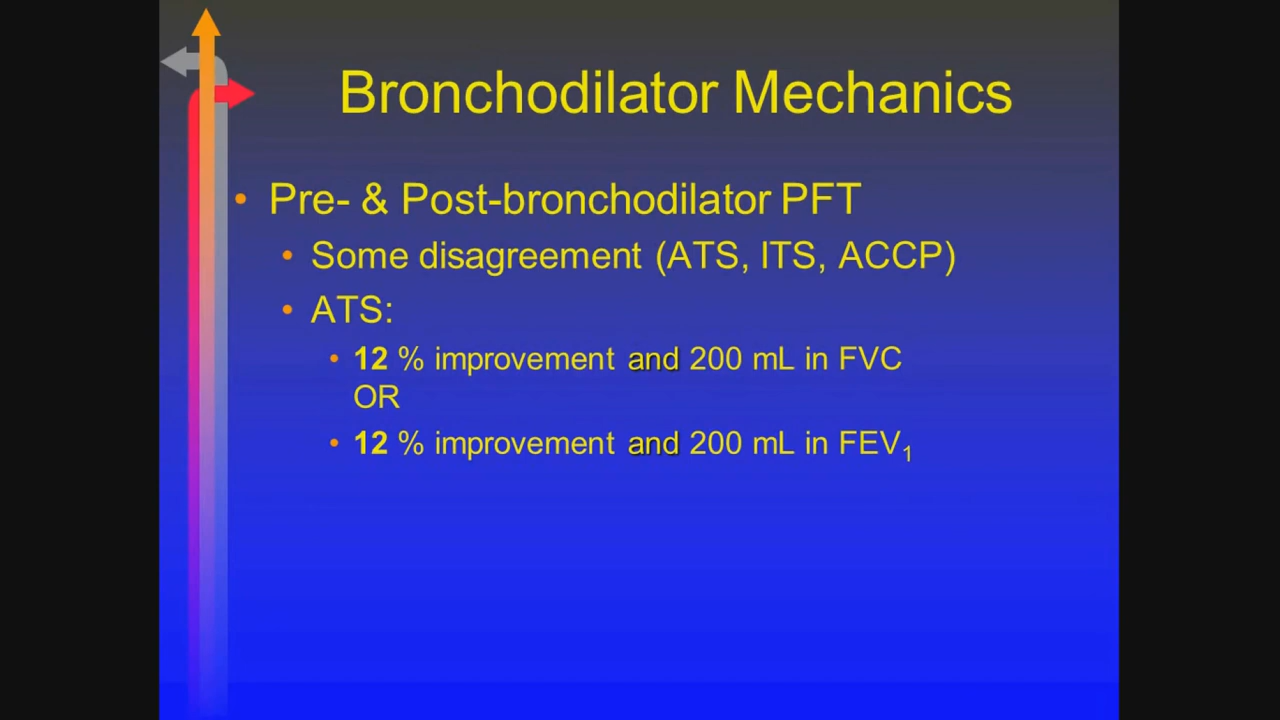 Bronchodilator Mechanics
• Pre- & Post-bronchodilator PFT
• Some disagreement (ATS, ITS, ACCP)
• ATS:
• 12 % improvement and 200 mL in FVC
OR
• 12 % improvement and 200 mL in FEV₁